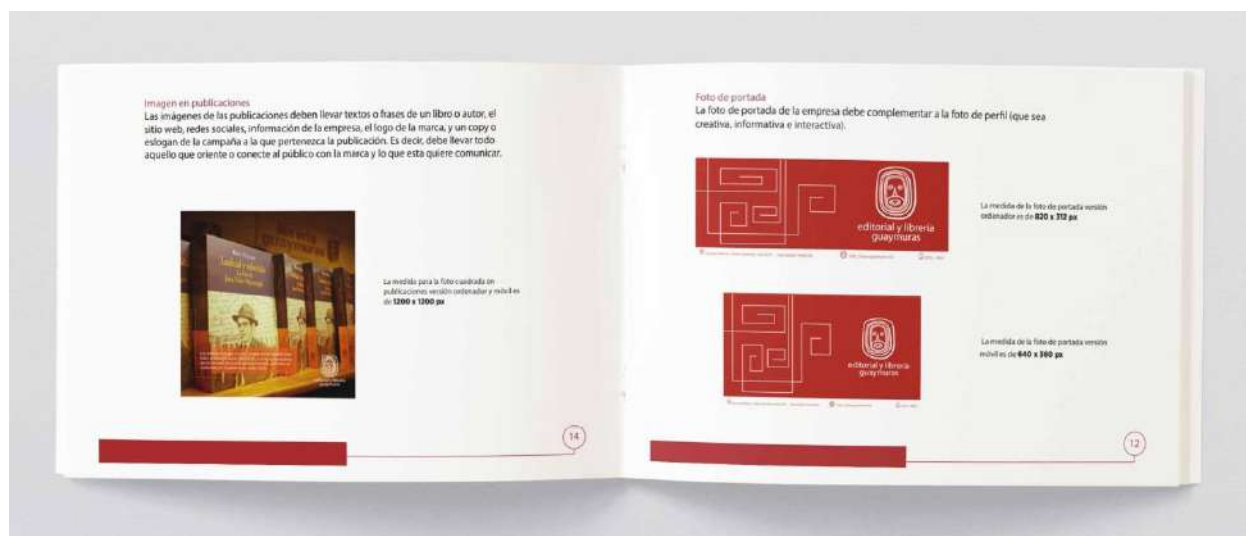 Imagen en publicaciones
Las imágenes de las publicaciones deben llevar textos o frases de un libro o autor, el
sitio web, redes sociales, información de la empresa, el logo de la marca, y un copy o
eslogan de la campaña a la que pertenezca la publicación. Es decir, debe llevar todo
aquello que oriente o conecte al público con la marca y lo que esta quiere comunicar.
La medida para la foto cuadrada en
publicaciones versión ordenador y móvil es
de 1200 x 1200 px
editorial y librería
guaymuras
14
Foto de portada
La foto de portada de la empresa debe complementar a la foto de perfil (que sea
creativa, informativa e interactiva).
editorial y librería
guaymuras
La medida de la foto de portada versión
ordenador es de 820 x 312 px
editorial y librería
guaymuras
La medida de la foto de portada versión
móvil es de 640 x 360 px
12